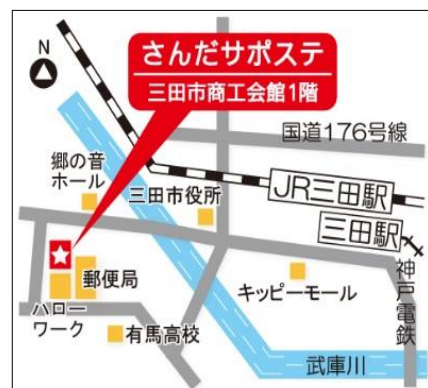 N
さんだサポステ
三田市商工会館1階
国道176号線
郷の音
ホール
三田市役所
JR三田駅
三田駅
神戸電鉄
郵便局
ハロー
ワーク
キッピーモール
有馬高校
武庫川